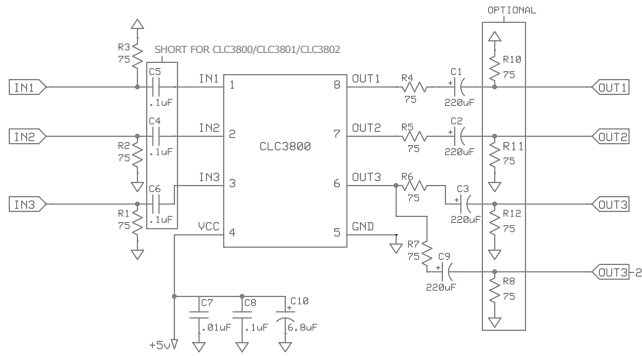 OPTIONAL
R3
75
SHORT FOR CLC3800/CLC3801/CLC3802
C5
.1uF
IN1
IN1
1
8
OUT1
R4
75
C1
+
220uF
R10
75
OUT1
C4
.1uF
IN2
IN2
2
CLC3800
7
OUT2
R5
75
C2
+
220uF
R11
75
OUT2
R2
75
C6
.1uF
IN3
IN3
3
6
OUT3
R6
75
C3
+
220uF
R12
75
OUT3
R1
75
VCC
4
5
GND
R7
75
C9
+
220uF
R8
75
OUT3-2
C7
.01uF
C8
.1uF
C10
+
6.8uF
+5v